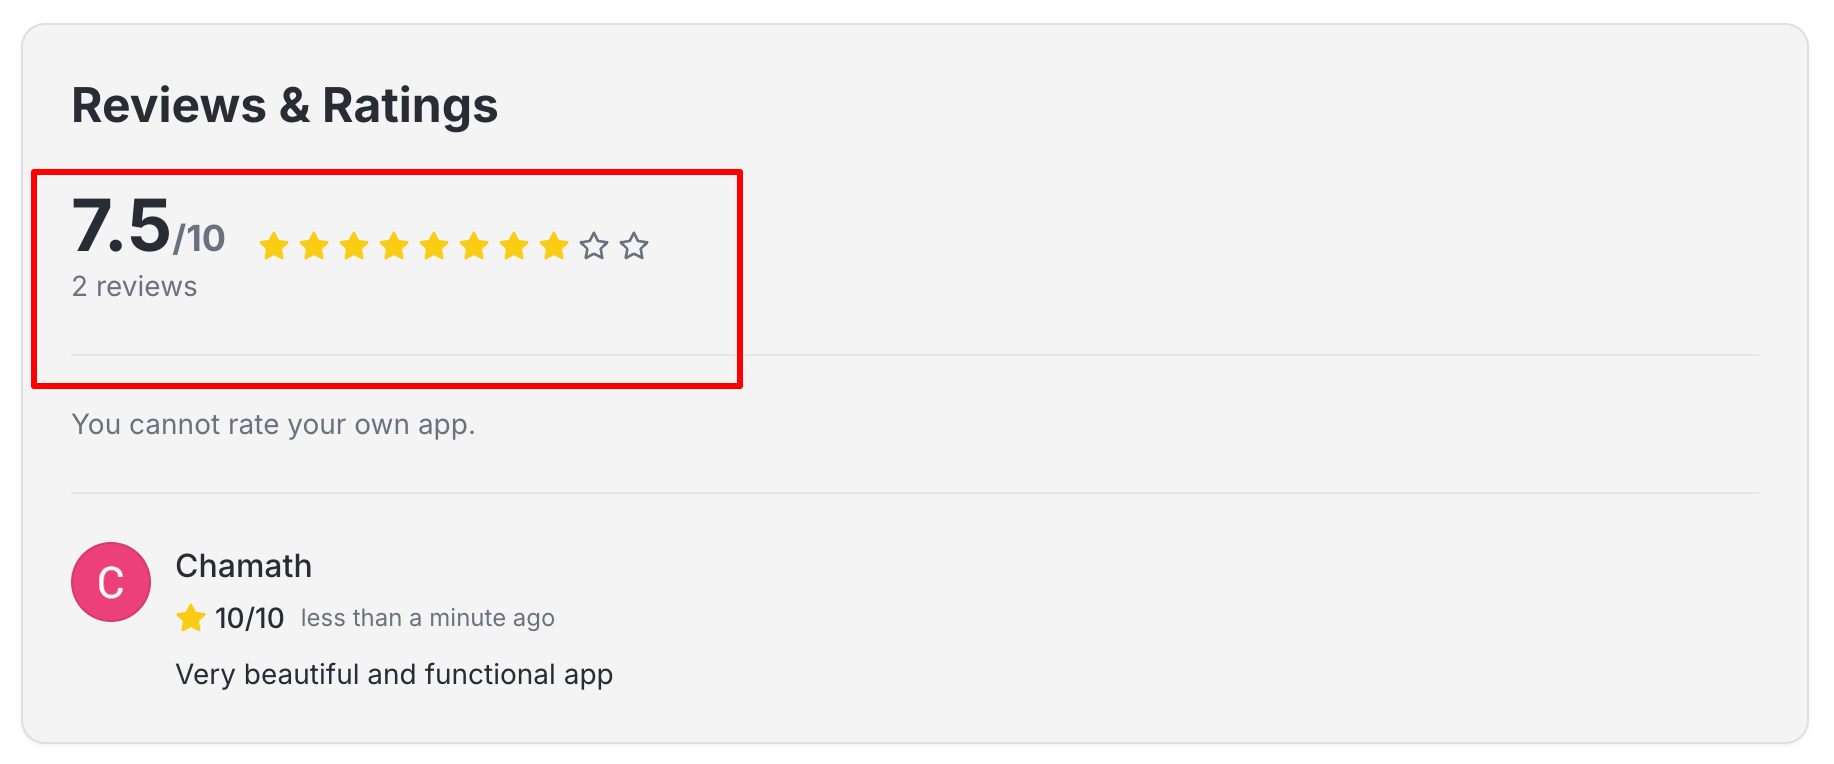 Reviews & Ratings
7.5/10
2 reviews
You cannot rate your own app.
C
Chamath
10/10 less than a minute ago
Very beautiful and functional app